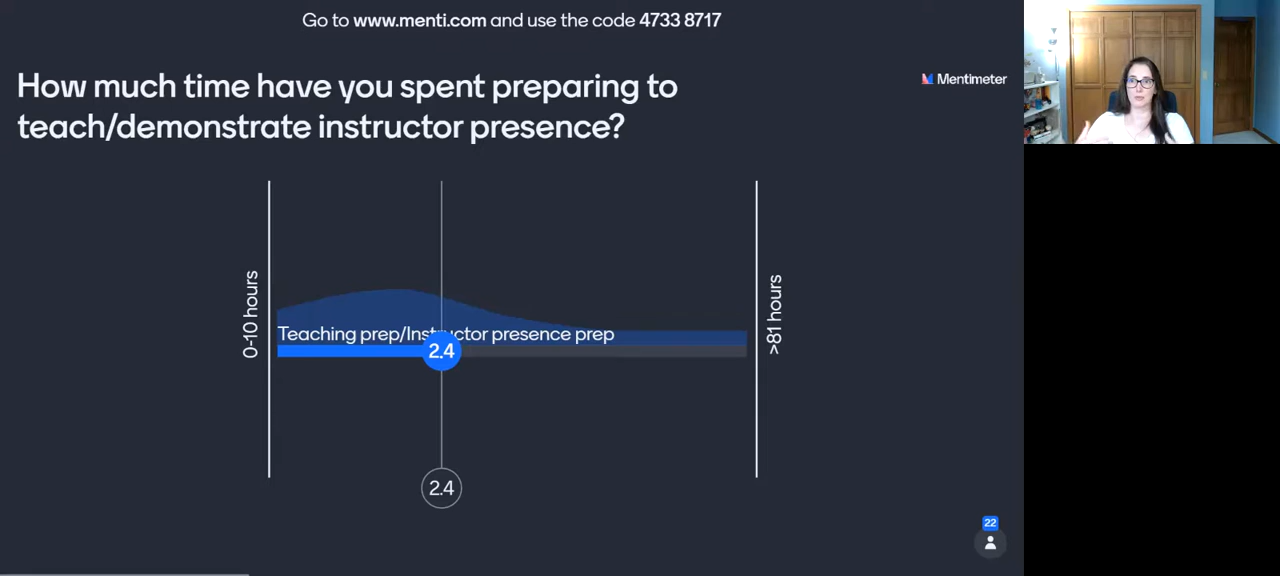 Go to www.menti.com and use the code 4733 8717
How much time have you spent preparing to
teach/demonstrate instructor presence?
Mentimeter
0-10 hours
Teaching prep/Instructor presence prep
2.4
>81 hours
2.4
22